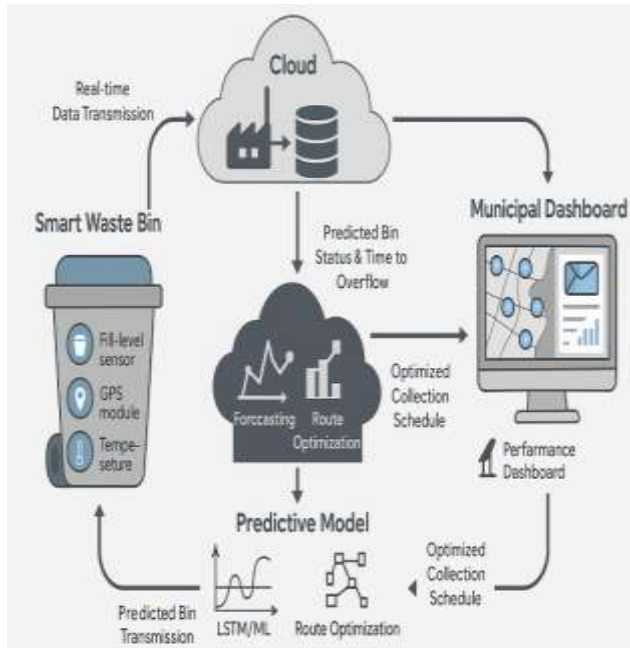 Cloud
Real-time
Data Transmission
Smart Waste Bin
Municipal Dashboard
Predicted Bin
Status & Time to
Overflow
Fill-level
sensor
GPS
module
Tempe-
seture
Forccasting
Route
Optimization
Optimized
Collection
Schedule
Perfarmance
Dashboard
Predictive Model
Optimized
Collection
Schedule
Predicted Bin
Transmission
LSTM/ML
Route Optimization